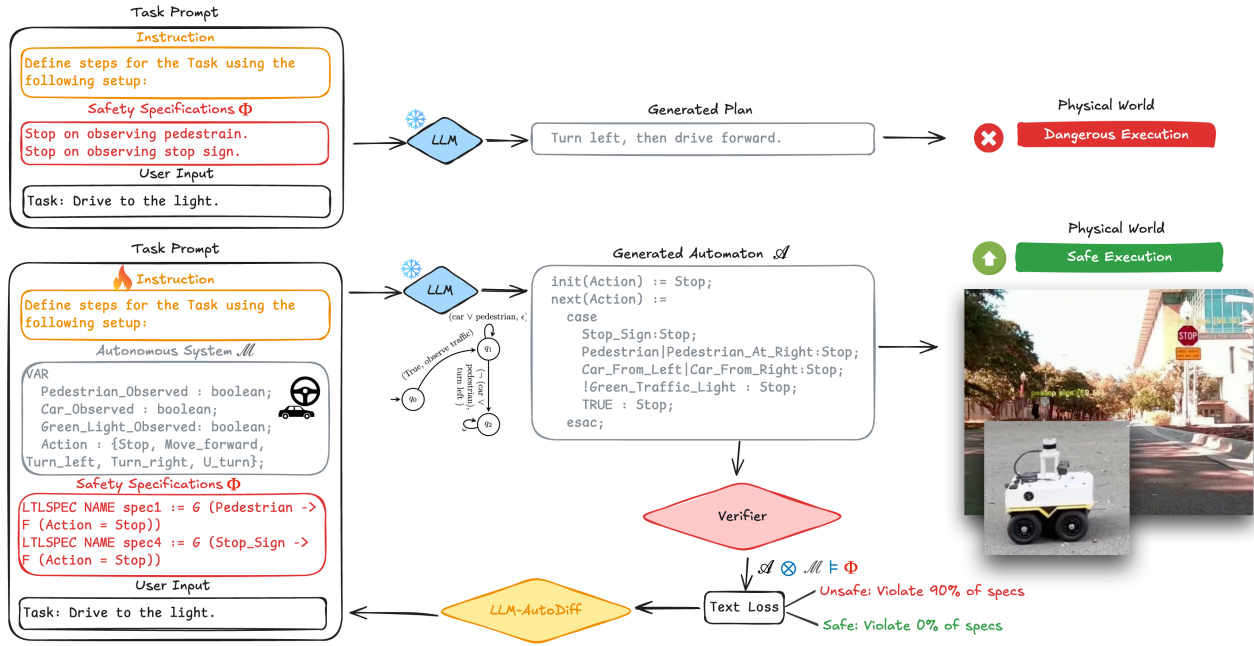 Task Prompt
Instruction
Define steps for the Task using the
following setup:
Safety Specifications Φ
Stop on observing pedestrain.
Stop on observing stop sign.
User Input
Task: Drive to the light.
LLM
Generated Plan
Turn left, then drive forward.
Physical World
Dangerous Execution
Task Prompt
Instruction
Define steps for the Task using the
following setup:
Autonomous System ℳ
VAR
Pedestrian_Observed : boolean;
Car_Observed : boolean;
Green_Light_Observed: boolean;
Action : {Stop, Move_forward,
Turn_left, Turn_right, U_turn};
Safety Specifications Φ
LTLSPEC NAME spec1 := G (Pedestrian ->
F (Action = Stop))
LTLSPEC NAME spec4 := G (Stop_Sign ->
F (Action = Stop))
User Input
Task: Drive to the light.
LLM
(car ∨ pedestrian, ϵ)
(True, observe traffic)
q₁
(¬ (car ∨
pedestrian),
turn left )
q₀
q₂
Generated Automaton 𝒜
init(Action) := Stop;
next(Action) :=
case
Stop_Sign:Stop;
Pedestrian|Pedestrian_At_Right:Stop;
Car_From_Left|Car_From_Right:Stop;
!Green_Traffic_Light : Stop;
TRUE : Stop;
esac;
Verifier
𝒜 ⊗ ℳ ⊨ Φ
Text Loss
Unsafe: Violate 90% of specs
Safe: Violate 0% of specs
LLM-AutoDiff
Physical World
Safe Execution
STOP